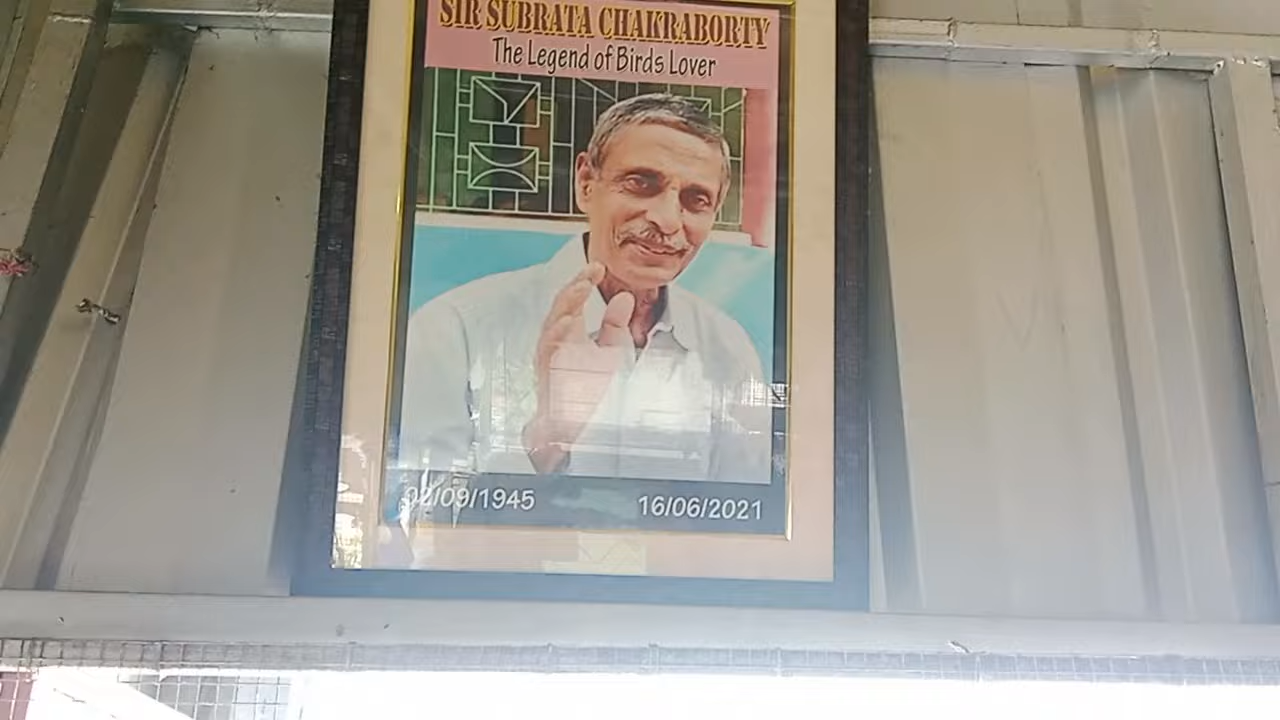 SIR SUBRATA CHAKRABORTY
The Legend of Birds Lover
02/09/1945 16/06/2021